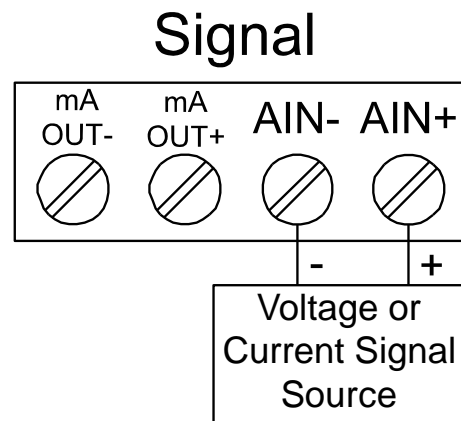 Signal
mA mA
OUT- OUT+ AIN- AIN+
- +
Voltage or
Current Signal
Source